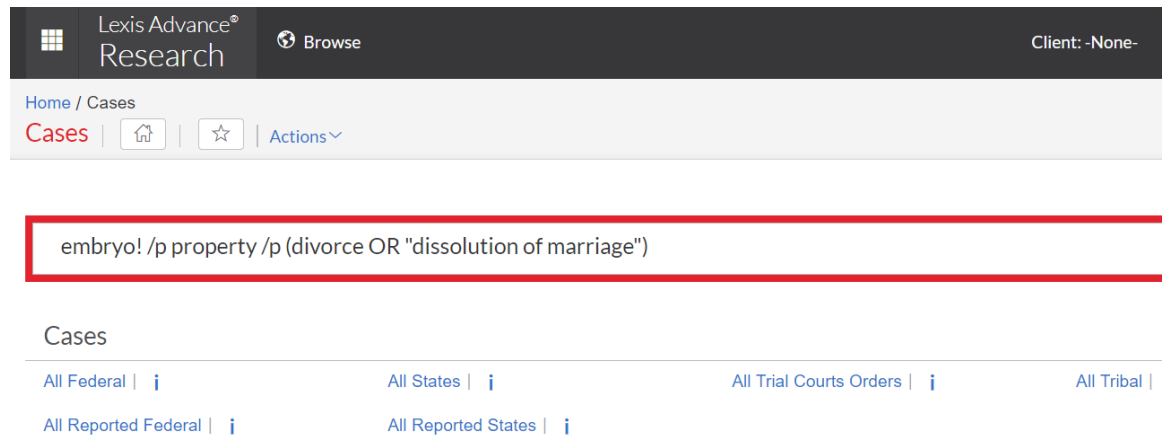 Lexis Advance®
Research
Browse
Client: -None-
Home / Cases
Cases | | | Actions
embryo! /p property /p (divorce OR "dissolution of marriage")
Cases
All Federal | i All States | i All Trial Courts Orders | i All Tribal |
All Reported Federal | i All Reported States | i